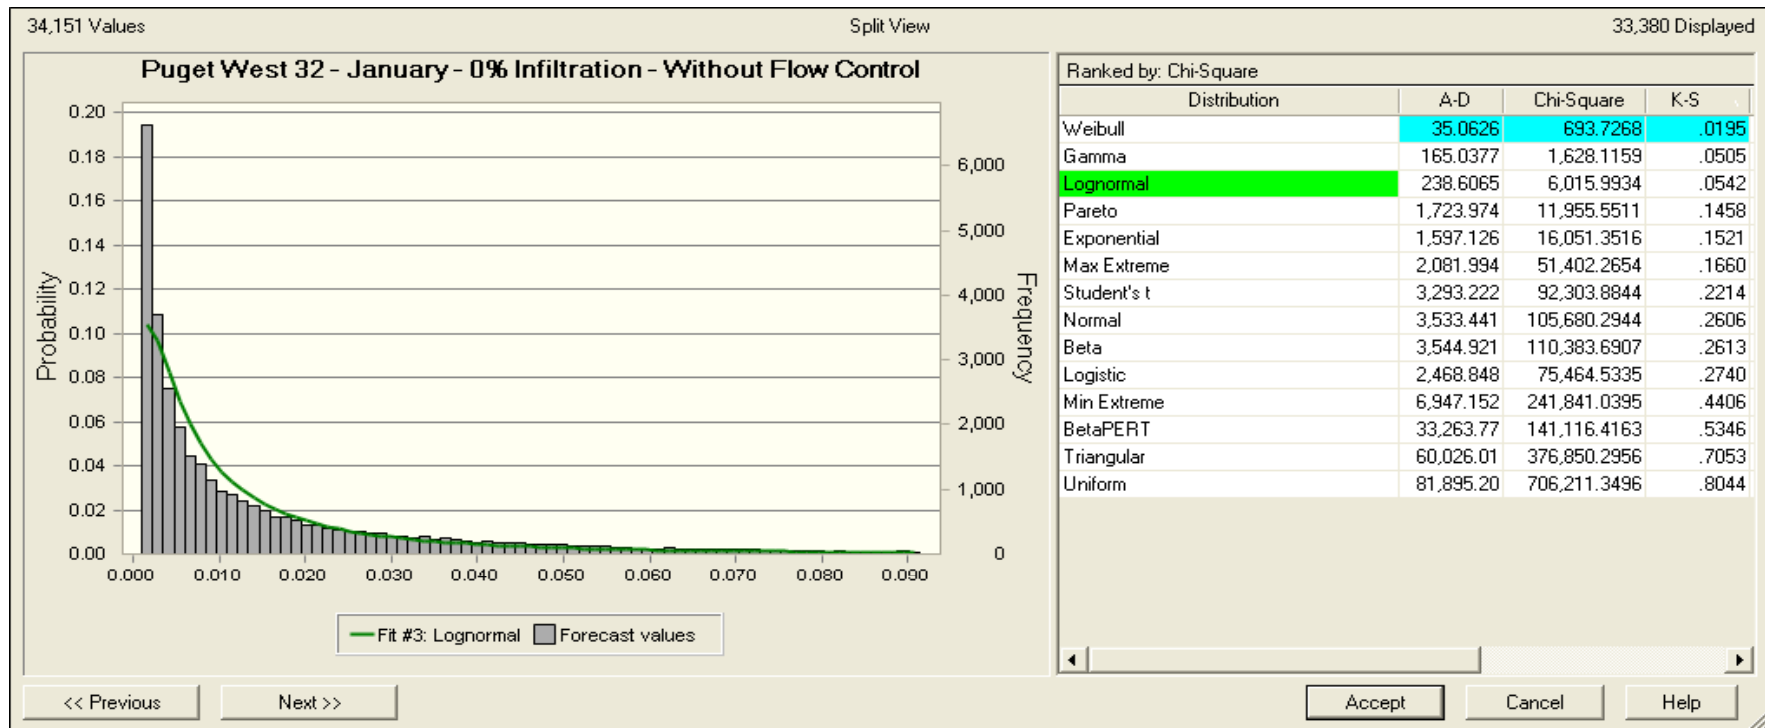 34,151 Values Split View 33,380 Displayed
Puget West 32 - January - 0% Infiltration - Without Flow Control
0.20
0.18
0.16
0.14
0.12
0.10
0.08
0.06
0.04
0.02
0.00
Probability
6,000
5,000
4,000
3,000
2,000
1,000
0
Frequency
0.000 0.010 0.020 0.030 0.040 0.050 0.060 0.070 0.080 0.090
Fit #3: Lognormal Forecast values
Ranked by: Chi-Square
Distribution A-D Chi-Square K-S
Weibull 35.0626 693.7268 .0195
Gamma 165.0377 1,628.1159 .0505
Lognormal 238.6065 6,015.9934 .0542
Pareto 1,723.974 11,955.5511 .1458
Exponential 1,597.126 16,051.3516 .1521
Max Extreme 2,081.994 51,402.2654 .1660
Student's t 3,293.222 92,303.8844 .2214
Normal 3,533.441 105,680.2944 .2606
Beta 3,544.921 110,383.6907 .2613
Logistic 2,468.848 75,464.5335 .2740
Min Extreme 6,947.152 241,841.0395 .4406
BetaPERT 33,263.77 141,116.4163 .5346
Triangular 60,026.01 376,850.2956 .7053
Uniform 81,895.20 706,211.3496 .8044
<< Previous Next >> Accept Cancel Help